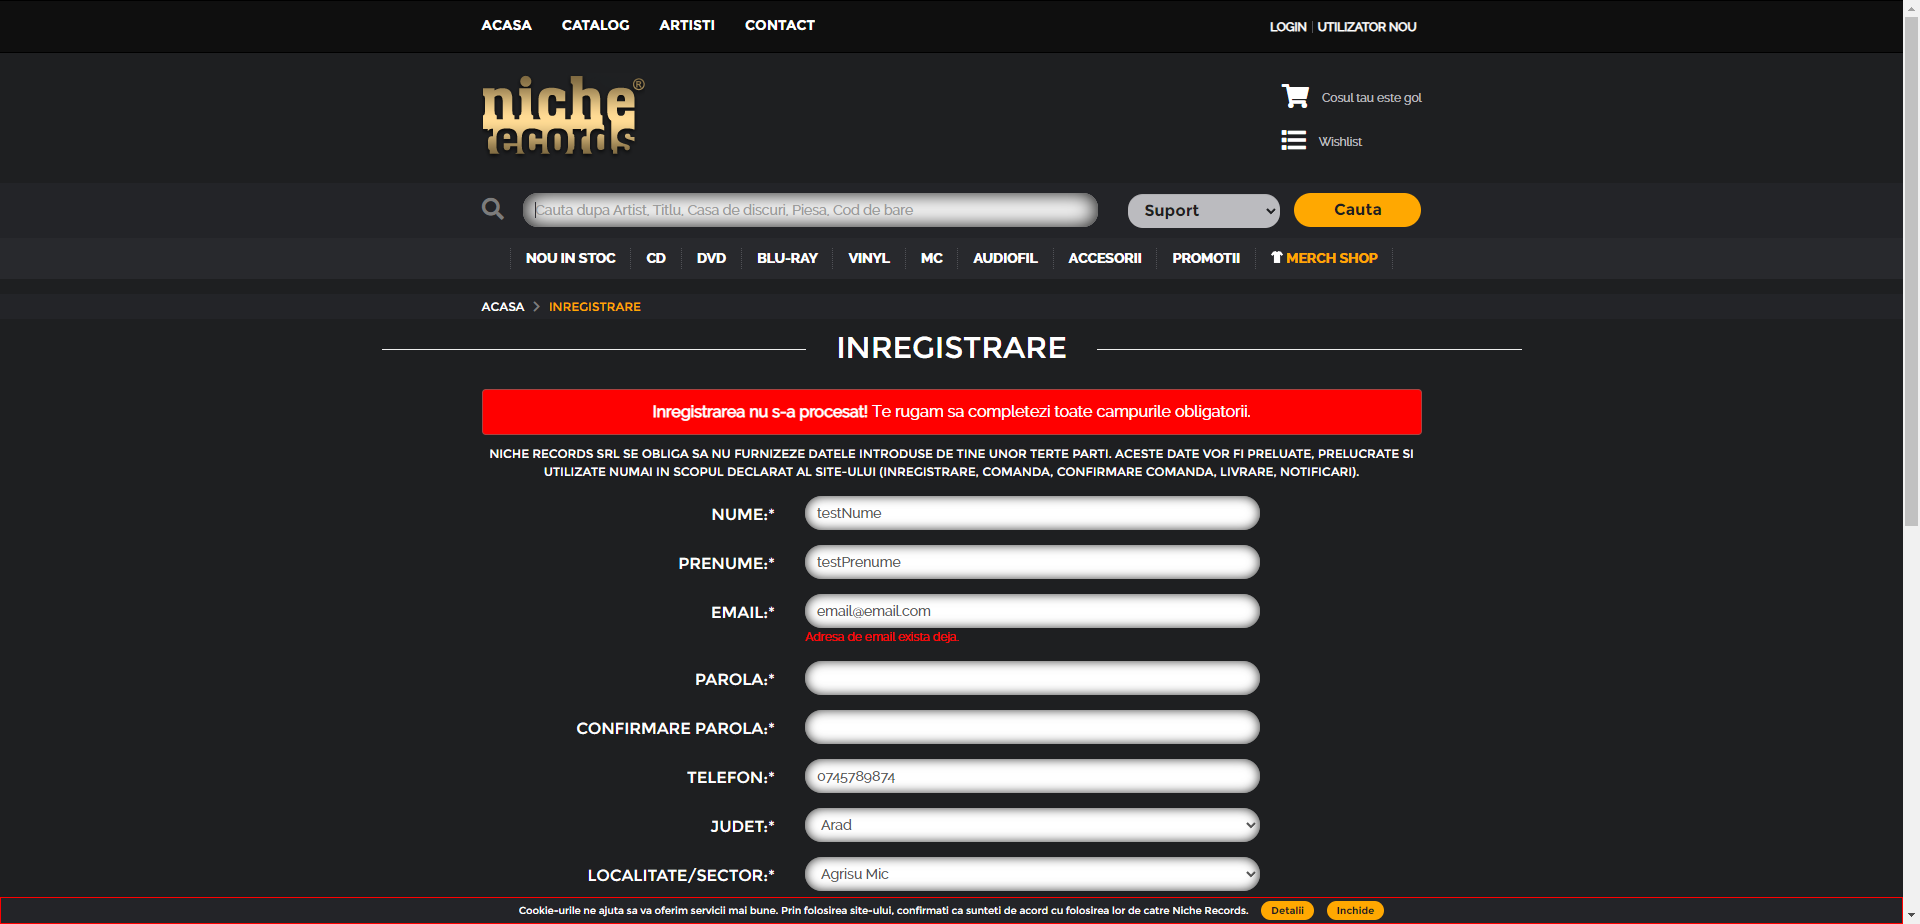 ACASA CATALOG ARTISTI CONTACT LOGIN UTILIZATOR NOU
niche®
records
Cosul tau este gol
Wishlist
Cauta dupa Artist, Titlu, Casa de discuri, Piesa, Cod de bare Suport Cauta
NOU IN STOC CD DVD BLU-RAY VINYL MC AUDIOFIL ACCESORII PROMOTII MERCH SHOP
ACASA INREGISTRARE
INREGISTRARE
Inregistrarea nu s-a procesat! Te rugam sa completezi toate campurile obligatorii.
NICHE RECORDS SRL SE OBLIGA SA NU FURNIZEZE DATELE INTRODUSE DE TINE UNOR TERTE PARTI. ACESTE DATE VOR FI PRELUATE, PRELUCRATE SI
UTILIZATE NUMAI IN SCOPUL DECLARAT AL SITE-ULUI (INREGISTRARE, COMANDA, CONFIRMARE COMANDA, LIVRARE, NOTIFICARI).
NUME:* testNume
PRENUME:* testPrenume
EMAIL:* email@email.com
Adresa de email exista deja.
PAROLA:*
CONFIRMARE PAROLA:*
TELEFON:* 0745789874
JUDET:* Arad
LOCALITATE/SECTOR:* Agrisu Mic
Cookie-urile ne ajuta sa va oferim servicii mai bune. Prin folosirea site-ului, confirmati ca sunteti de acord cu folosirea lor de catre Niche Records. Detalii Inchide